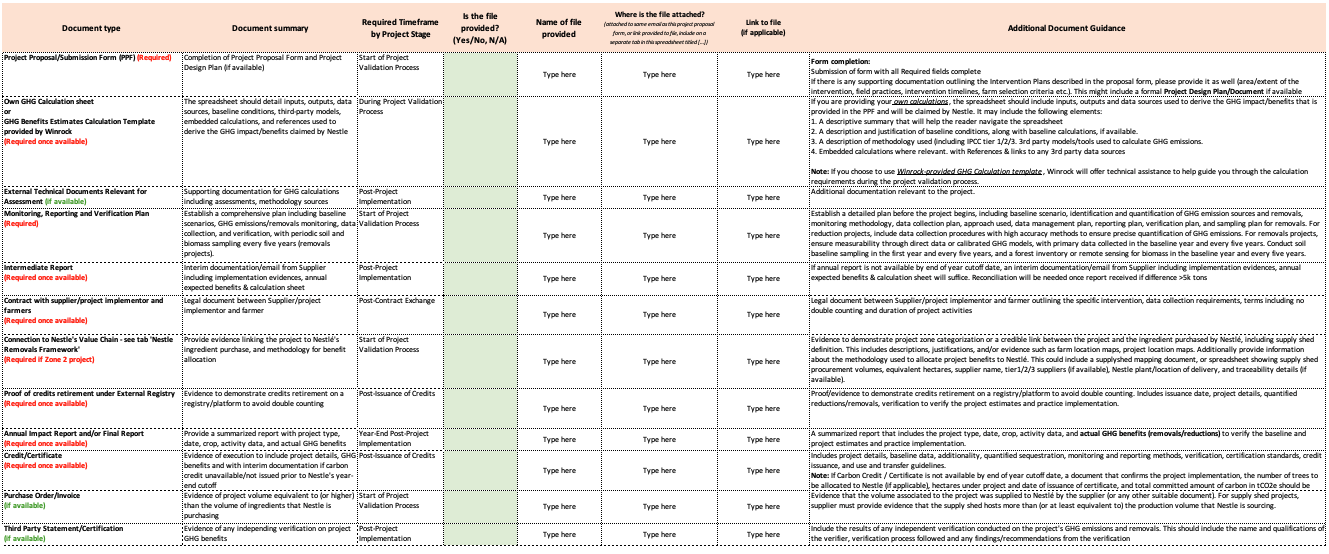 Document type
Document summary
Required Timeframe
by Project Stage
Is the file
provided?
(Yes/No, N/A)
Name of file
provided
Where is the file attached?
(attached to same email as this project proposal
form, or link provided to file, include on a
separate tab in this spreadsheet titled [...])
Link to file
(if applicable)
Additional Document Guidance
Project Proposal/Submission Form (PPF) (Required)
Completion of Project Proposal Form and Project
Design Plan (if available)
Start of Project
Validation Process
Type here
Type here
Type here
Form completion:
Submission of form with all Required fields complete
If there is any supporting documentation outlining the Intervention Plans described in the proposal form, please provide it as well (area/extent of the
intervention, field practices, intervention timelines, farm selection criteria etc.). This might include a formal Project Design Plan/Document if available
Own GHG Calculation sheet
or
GHG Benefits Estimates Calculation Template
provided by Winrock
(Required once available)
The spreadsheet should detail inputs, outputs, data
sources, baseline conditions, third-party models,
embedded calculations, and references used to
derive the GHG impact/benefits claimed by Nestle
During Project Validation
Process
Type here
Type here
Type here
If you are providing your own calculations, the spreadsheet should include inputs, outputs and data sources used to derive the GHG impact/benefits that is
provided in the PPF and will be claimed by Nestle. It may include the following elements:
1. A descriptive summary that will help the reader navigate the spreadsheet
2. A description and justification of baseline conditions, along with baseline calculations, if available.
3. A description of methodology used (including IPCC tier 1/2/3. 3rd party models/tools used to calculate GHG emissions.
4. Embedded calculations where relevant. with References & links to any 3rd party data sources
Note: If you choose to use Winrock-provided GHG Calculation template, Winrock will offer technical assistance to help guide you through the calculation
requirements during the project validation process.
External Technical Documents Relevant for
Assessment (if available)
Supporting documentation for GHG calculations
including assessments, methodology sources
Post-Project
Implementation
Type here
Type here
Type here
Additional documentation relevant to the project.
Monitoring, Reporting and Verification Plan
(Required)
Establish a comprehensive plan including baseline
scenarios, GHG emissions/removals monitoring, data
collection, and verification, with periodic soil and
biomass sampling every five years (removals
projects).
Start of Project
Validation Process
Type here
Type here
Type here
Establish a detailed plan before the project begins, including baseline scenario, identification and quantification of GHG emission sources and removals,
monitoring methodology, data collection plan, approach used, data management plan, reporting plan, verification plan, and sampling plan for removals. For
reduction projects, include data collection procedures with high accuracy methods to ensure precise quantification of GHG emissions. For removals projects,
ensure measurability through direct data or calibrated GHG models, with primary data collected in the baseline year and every five years. Conduct soil
baseline sampling in the first year and every five years, and a forest inventory or remote sensing for biomass in the baseline year and every five years.
Intermediate Report
(Required once available)
Interim documentation/email from Supplier
including implementation evidences, annual
expected benefits & calculation sheet
Post-Project
Implementation
Type here
Type here
Type here
If annual report is not available by end of year cutoff date, an interim documentation/email from Supplier including implementation evidences, annual
expected benefits & calculation sheet will suffice. Reconciliation will be needed once report received if difference >5k tons
Contract with supplier/project implementor and
farmers
(Required once available)
Legal document between Supplier/project
implementor and farmer
Post-Contract Exchange
Type here
Type here
Type here
Legal document between Supplier/project implementor and farmer outlining the specific intervention, data collection requirements, terms including no
double counting and duration of project activities
Connection to Nestle's Value Chain - see tab 'Nestle
Removals Framework'
(Required if Zone 2 project)
Provide evidence linking the project to Nestlé's
ingredient purchase, and methodology for benefit
allocation
Start of Project
Validation Process
Type here
Type here
Type here
Evidence to demonstrate project zone categorization or a credible link between the project and the ingredient purchased by Nestlé, including supply shed
definition. This includes descriptions, justifications, and/or evidence such as farm location maps, project location maps. Additionally provide information
about the methodology used to allocate project benefits to Nestlé. This could include a supplyshed mapping document, or spreadsheet showing supply shed
procurement volumes, equivalent hectares, supplier name, tier1/2/3 suppliers (if available), Nestle plant/location of delivery, and traceability details (if
available).
Proof of credits retirement under External Registry
(Required once available)
Evidence to demonstrate credits retirement on a
registry/platform to avoid double counting
Post-Issuance of Credits
Type here
Type here
Type here
Proof/evidence to demonstrate credits retirement on a registry/platform to avoid double counting. Includes issuance date, project details, quantified
reductions/removals, verification to verify the project estimates and practice implementation.
Annual Impact Report and/or Final Report
(Required once available)
Provide a summarized report with project type,
date, crop, activity data, and actual GHG benefits
Year-End Post-Project
Implementation
Type here
Type here
Type here
A summarized report that includes the project type, date, crop, activity data, and actual GHG benefits (removals/reductions) to verify the baseline and
project estimates and practice implementation.
Credit/Certificate
(Required once available)
Evidence of execution to include project details, GHG
benefits and with interim documentation if carbon
credit unavailable/not issued prior to Nestle's year-
end cutoff
Post-Issuance of Credits
Type here
Type here
Type here
Includes project details, baseline data, additionality, quantified sequestration, monitoring and reporting methods, verification, certification standards, credit
issuance, and use and transfer guidelines.
Note: If Carbon Credit / Certificate is not available by end of year cutoff date, a document that confirms the project implementation, the number of trees to
be allocated to Nestle (if applicable), hectares under project and date of issuance of certificate, and total committed amount of carbon in tCO2e should be
Purchase Order/Invoice
(if available)
Evidence of project volume equivalent to (or higher)
than the volume of ingredients that Nestle is
purchasing
Start of Project
Validation Process
Type here
Type here
Type here
Evidence that the volume associated to the project was supplied to Nestlé by the supplier (or any other suitable document). For supply shed projects,
supplier must provide evidence that the supply shed hosts more than (or at least equivalent to) the production volume that Nestle is sourcing.
Third Party Statement/Certification
(if available)
Evidence of any independing verification on project
GHG benefits
Post-Project
Implementation
Type here
Type here
Type here
Include the results of any independent verification conducted on the project's GHG emissions and removals. This should include the name and qualifications of
the verifier, verification process followed and any findings/recommendations from the verification